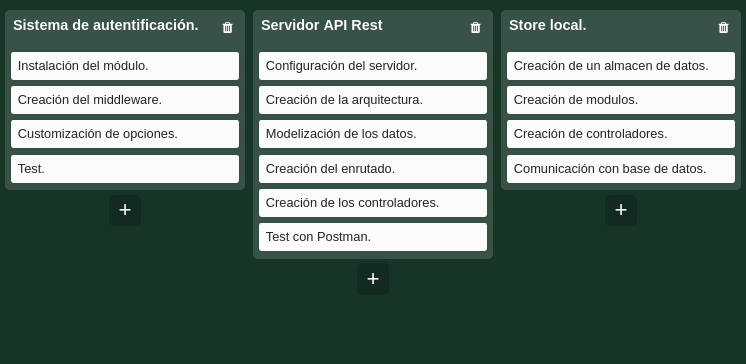 Sistema de autentificación.
Instalación del módulo.
Creación del middleware.
Customización de opciones.
Test.
+
Servidor API Rest
Configuración del servidor.
Creación de la arquitectura.
Modelización de los datos.
Creación del enrutado.
Creación de los controladores.
Test con Postman.
+
Store local.
Creación de un almacen de datos.
Creación de modulos.
Creación de controladores.
Comunicación con base de datos.
+